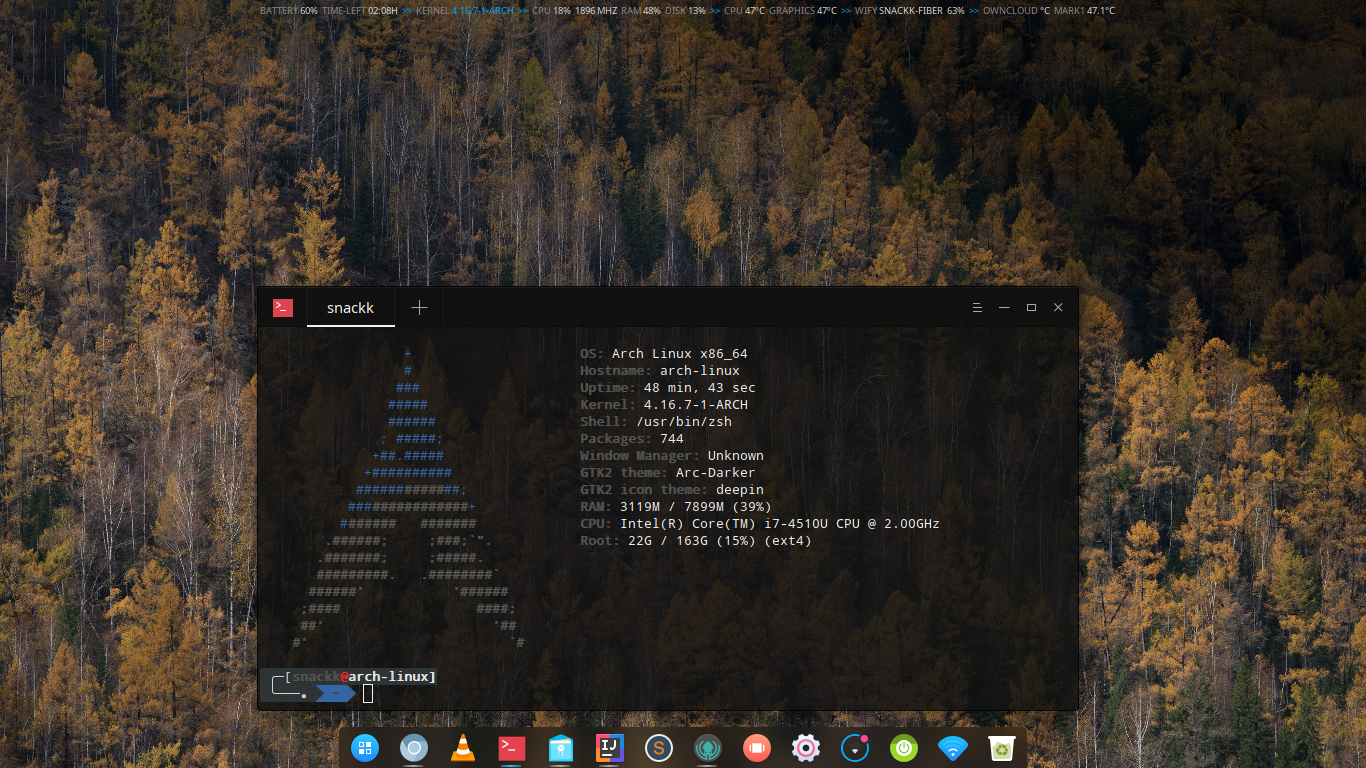 BATTERY 60% TIME-LEFT 02:08H >> KERNEL 4.16.7-1-ARCH >> CPU 18% 1896 MHZ RAM 48% DISK 13% >> CPU 47°C GRAPHICS 47°C >> WIFY SNACKK-FIBER 63% >> OWNCLOUD °C MARK1 47.1°C
>_ snackk
+
#
###
#####
######
; #####;
+##.#####
+##########
#############;
###############+
####### #######
.######; ;###;`".
.#######; ;#####.
#########. .########`
######' '######
;#### ####;
##' '##
#' `#
OS: Arch Linux x86_64
Hostname: arch-linux
Uptime: 48 min, 43 sec
Kernel: 4.16.7-1-ARCH
Shell: /usr/bin/zsh
Packages: 744
Window Manager: Unknown
GTK2 theme: Arc-Darker
GTK2 icon theme: deepin
RAM: 3119M / 7899M (39%)
CPU: Intel(R) Core(TM) i7-4510U CPU @ 2.00GHz
Root: 22G / 163G (15%) (ext4)
[snackk@arch-linux]
~
>_ IJ S